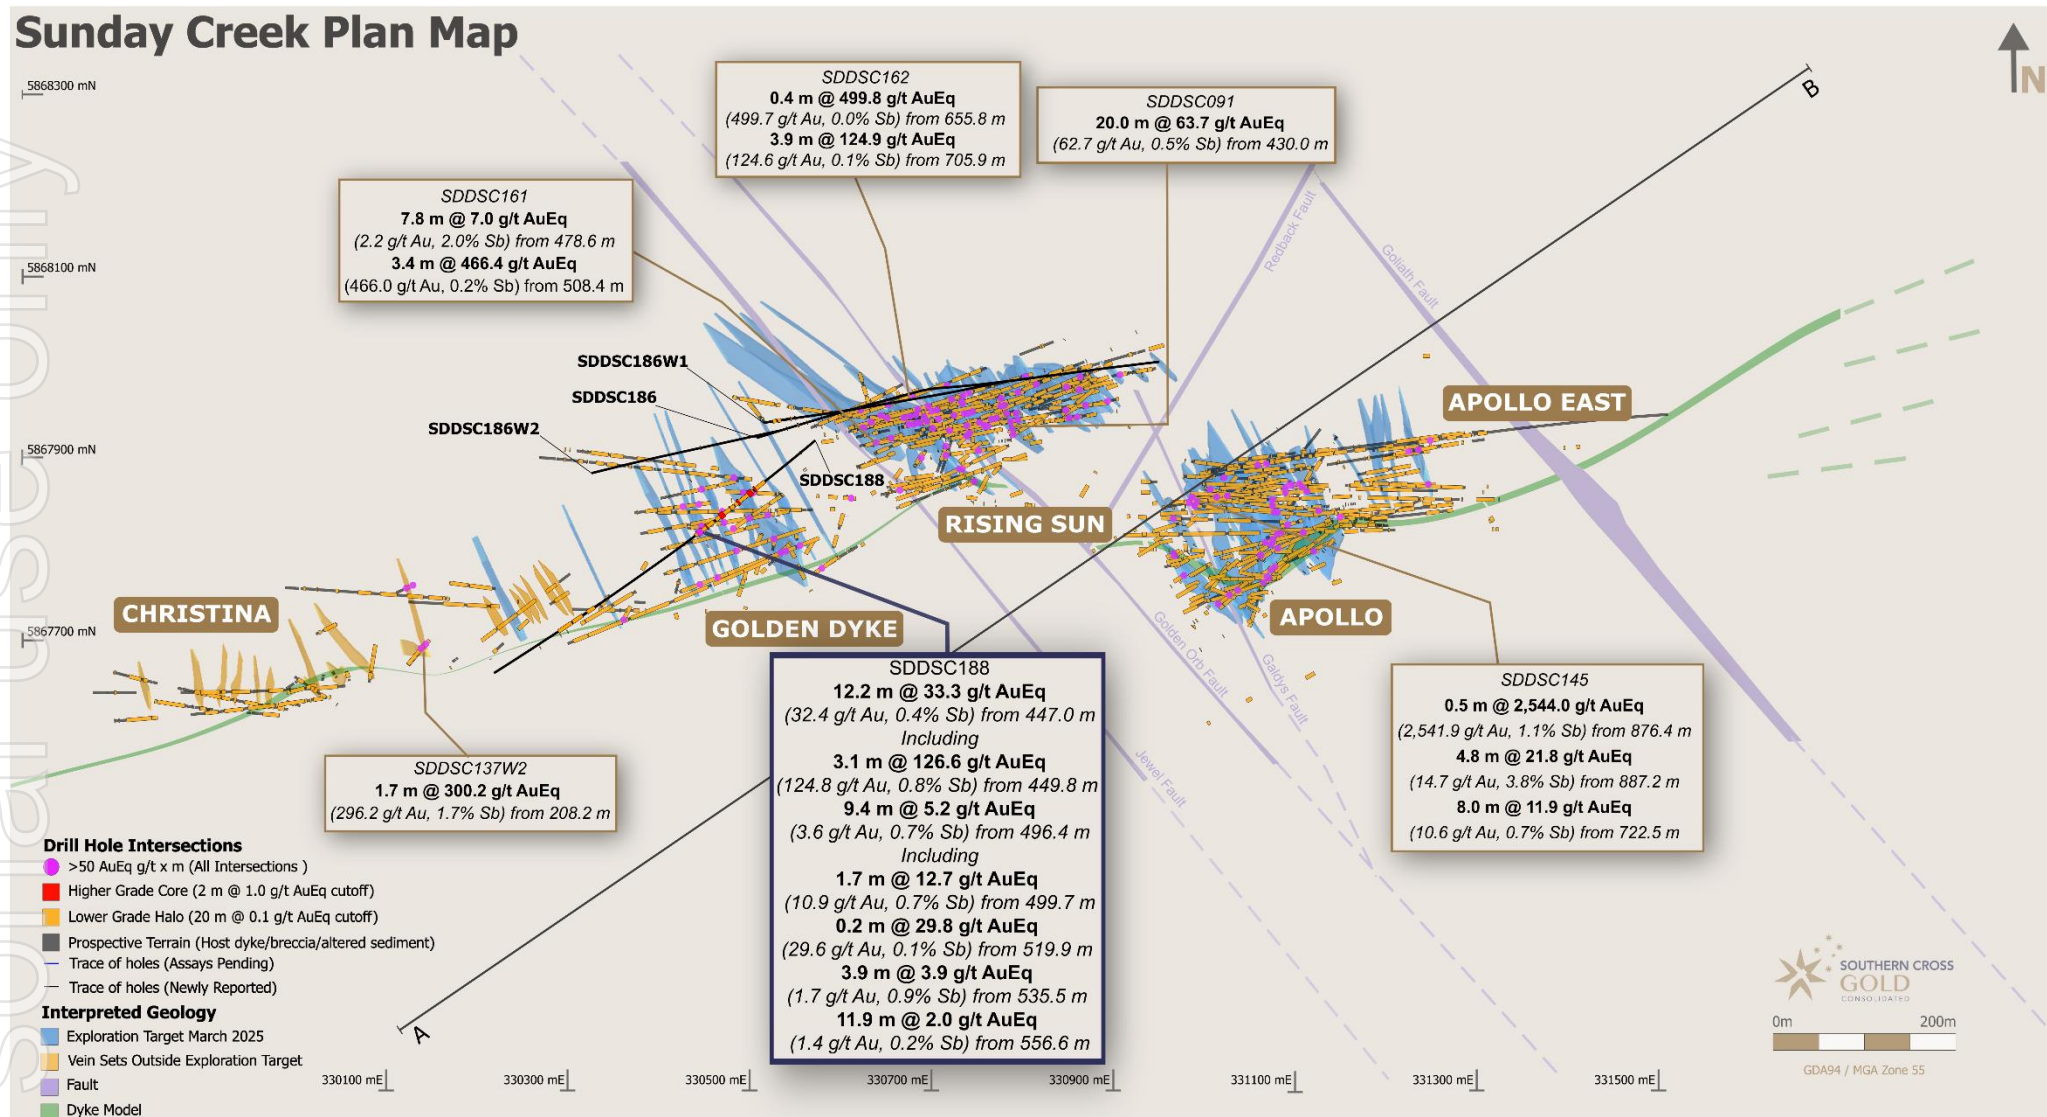 Sunday Creek Plan Map
N
5868300 mN
5868100 mN
5867900 mN
5867700 mN
SDDSC162
0.4 m @ 499.8 g/t AuEq
(499.7 g/t Au, 0.0% Sb) from 655.8 m
3.9 m @ 124.9 g/t AuEq
(124.6 g/t Au, 0.1% Sb) from 705.9 m
SDDSC091
20.0 m @ 63.7 g/t AuEq
(62.7 g/t Au, 0.5% Sb) from 430.0 m
B
SDDSC161
7.8 m @ 7.0 g/t AuEq
(2.2 g/t Au, 2.0% Sb) from 478.6 m
3.4 m @ 466.4 g/t AuEq
(466.0 g/t Au, 0.2% Sb) from 508.4 m
Redback Fault
Goliath Fault
SDDSC186W1
SDDSC186
SDDSC186W2
SDDSC188
APOLLO EAST
RISING SUN
CHRISTINA
GOLDEN DYKE
APOLLO
Golden Orb Fault
Galdys Fault
Jewel Fault
SDDSC188
12.2 m @ 33.3 g/t AuEq
(32.4 g/t Au, 0.4% Sb) from 447.0 m
Including
3.1 m @ 126.6 g/t AuEq
(124.8 g/t Au, 0.8% Sb) from 449.8 m
9.4 m @ 5.2 g/t AuEq
(3.6 g/t Au, 0.7% Sb) from 496.4 m
Including
1.7 m @ 12.7 g/t AuEq
(10.9 g/t Au, 0.7% Sb) from 499.7 m
0.2 m @ 29.8 g/t AuEq
(29.6 g/t Au, 0.1% Sb) from 519.9 m
3.9 m @ 3.9 g/t AuEq
(1.7 g/t Au, 0.9% Sb) from 535.5 m
11.9 m @ 2.0 g/t AuEq
(1.4 g/t Au, 0.2% Sb) from 556.6 m
SDDSC145
0.5 m @ 2,544.0 g/t AuEq
(2,541.9 g/t Au, 1.1% Sb) from 876.4 m
4.8 m @ 21.8 g/t AuEq
(14.7 g/t Au, 3.8% Sb) from 887.2 m
8.0 m @ 11.9 g/t AuEq
(10.6 g/t Au, 0.7% Sb) from 722.5 m
SDDSC137W2
1.7 m @ 300.2 g/t AuEq
(296.2 g/t Au, 1.7% Sb) from 208.2 m
Drill Hole Intersections
>50 AuEq g/t x m (All Intersections )
Higher Grade Core (2 m @ 1.0 g/t AuEq cutoff)
Lower Grade Halo (20 m @ 0.1 g/t AuEq cutoff)
Prospective Terrain (Host dyke/breccia/altered sediment)
Trace of holes (Assays Pending)
Trace of holes (Newly Reported)
Interpreted Geology
Exploration Target March 2025
Vein Sets Outside Exploration Target
Fault
Dyke Model
A
330100 mE
330300 mE
330500 mE
330700 mE
330900 mE
331100 mE
331300 mE
331500 mE
SOUTHERN CROSS
GOLD
CONSOLIDATED
0m 200m
GDA94 / MGA Zone 55
use only